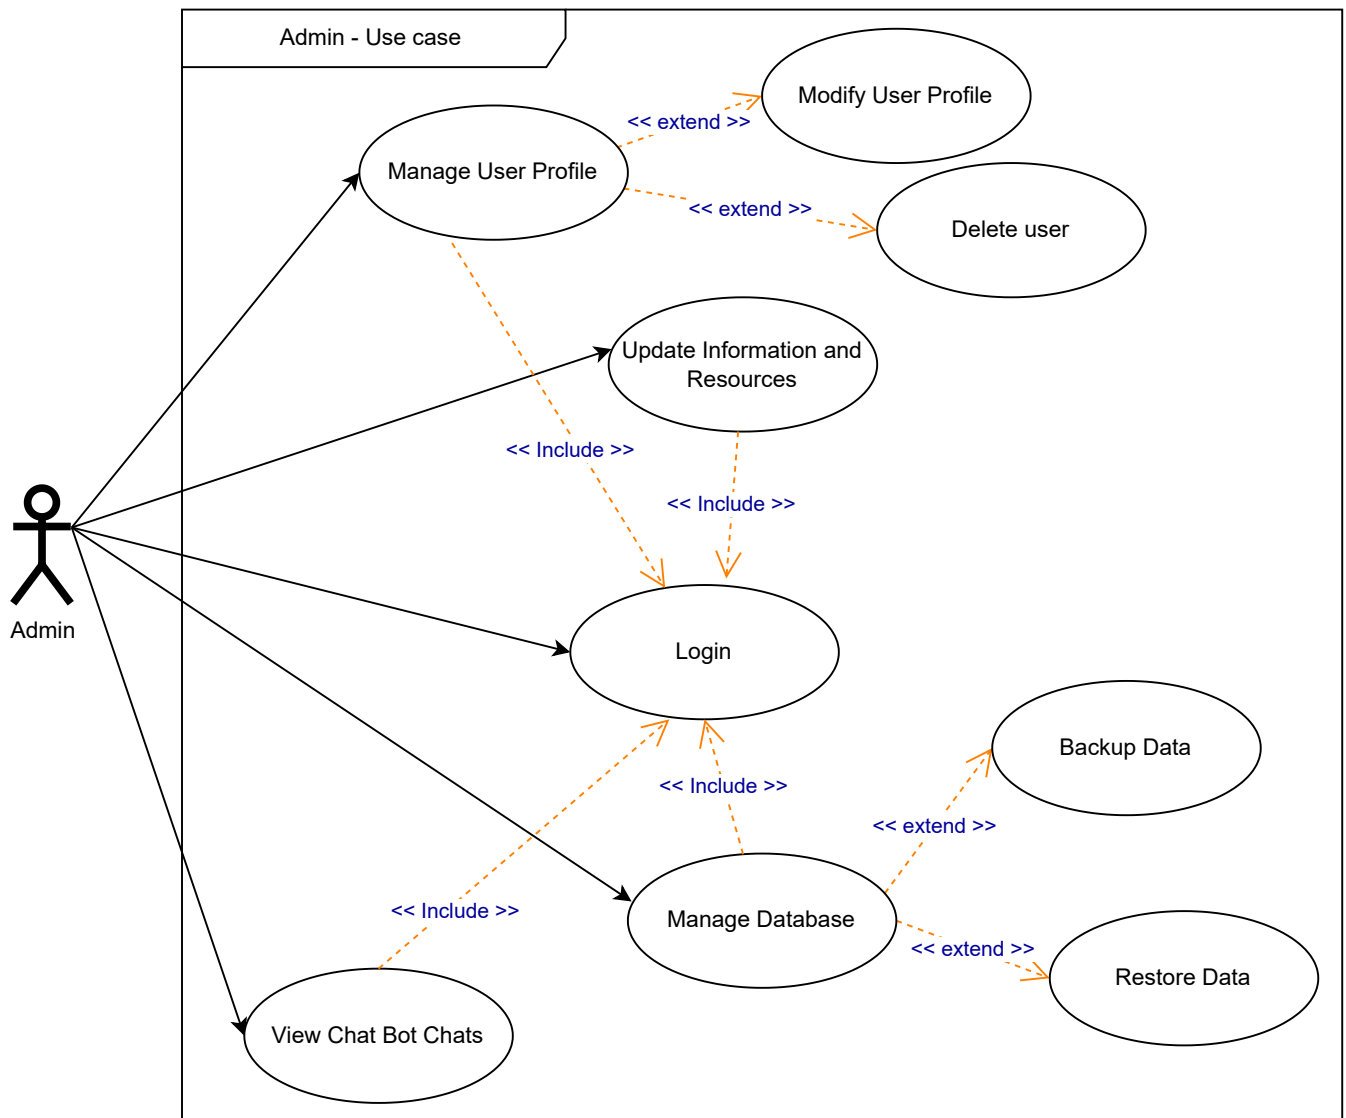 Admin - Use case
Modify User Profile
<< extend >>
Manage User Profile
<< extend >>
Delete user
Update Information and
Resources
<< Include >>
<< Include >>
Admin
Login
Backup Data
<< Include >>
<< extend >>
<< Include >>
Manage Database
<< extend >>
Restore Data
View Chat Bot Chats